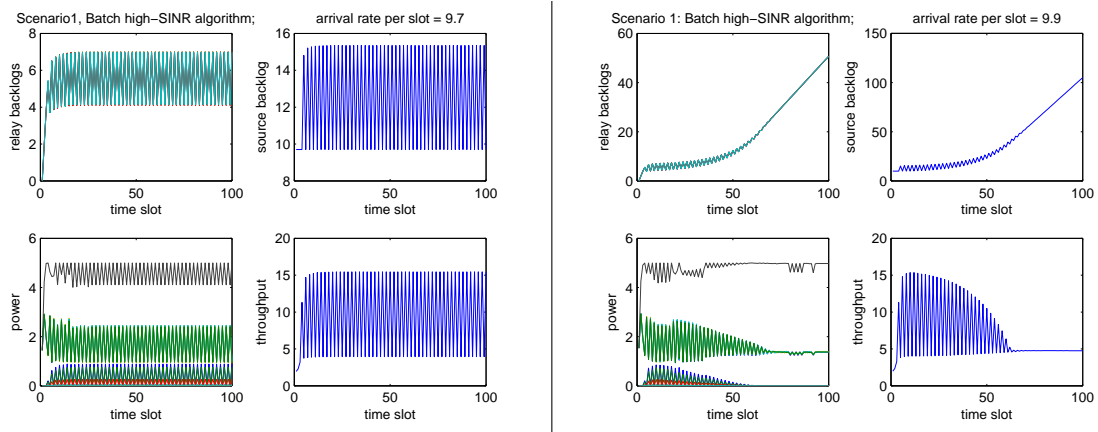 Scenario1, Batch high−SINR algorithm;
arrival rate per slot = 9.7
8
6
4
2
0
relay backlogs
50
100
time slot
16
14
12
10
8
source backlog
0
50
100
time slot
6
4
2
0
power
50
100
time slot
20
15
10
5
0
throughput
0
50
100
time slot
Scenario 1: Batch high−SINR algorithm;
arrival rate per slot = 9.9
60
40
20
0
relay backlogs
0
50
100
time slot
150
100
50
0
source backlog
0
50
100
time slot
6
4
2
0
power
0
50
100
time slot
20
15
10
5
0
throughput
0
50
100
time slot